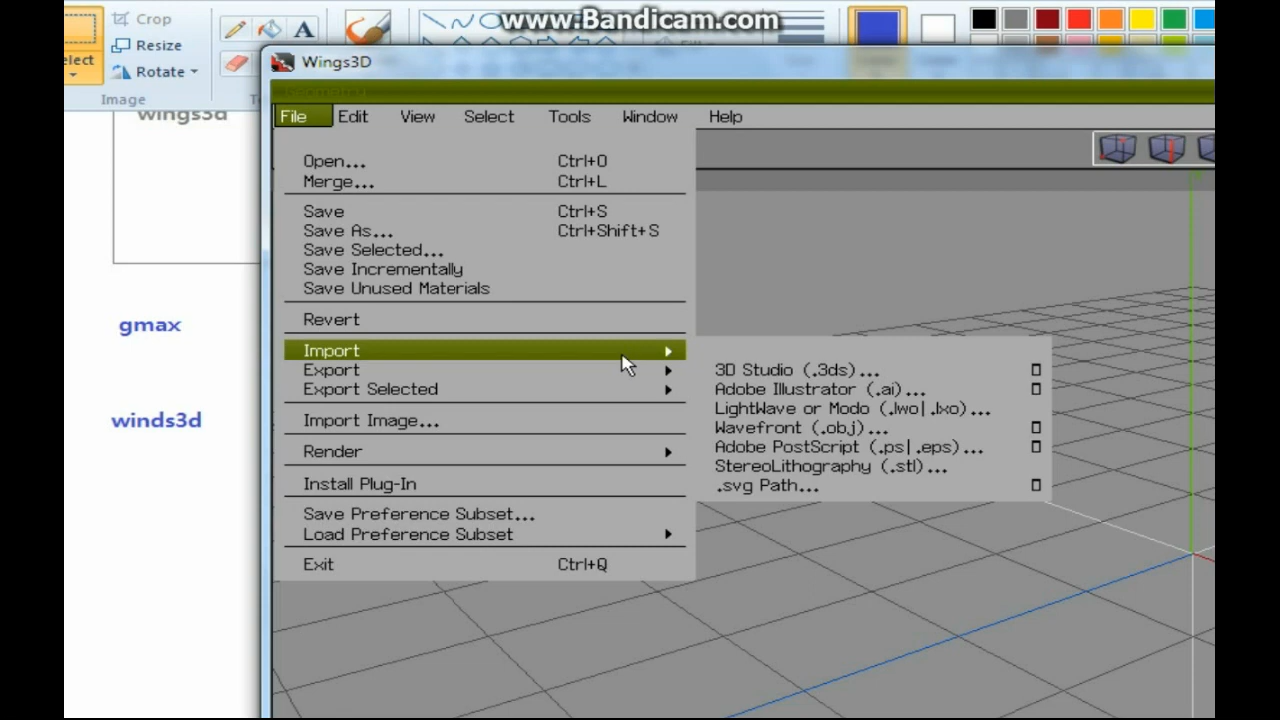 www.Bandicam.com
Crop
Resize
Rotate
Image
wings3d
gmax
winds3d
Wings3D
File Edit View Select Tools Window Help
Open... Ctrl+O
Merge... Ctrl+L
Save Ctrl+S
Save As... Ctrl+Shift+S
Save Selected...
Save Incrementally
Save Unused Materials
Revert
Import
Export
Export Selected
Import Image...
Render
Install Plug-In
Save Preference Subset...
Load Preference Subset
Exit Ctrl+Q
3D Studio (.3ds)...
Adobe Illustrator (.ai)...
LightWave or Modo (.lwo|.lxo)...
Wavefront (.obj)...
Adobe PostScript (.ps|.eps)...
StereoLithography (.stl)...
.svg Path...